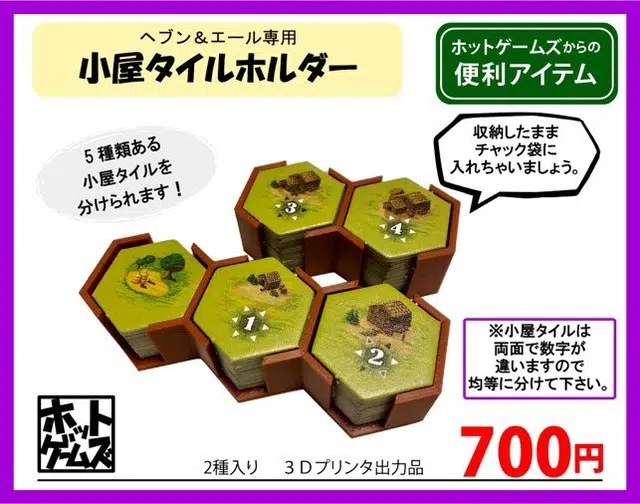 ヘブン＆エール専用
小屋タイルホルダー
ホットゲームズからの
便利アイテム
収納したまま
チャック袋に
入れちゃいましょう。
5種類ある
小屋タイルを
分けられます！
3
4
1
2
※小屋タイルは
両面で数字が
違いますので
均等に分けて下さい。
ホット
ゲームズ
2種入り　３Ｄプリンタ出力品
700円